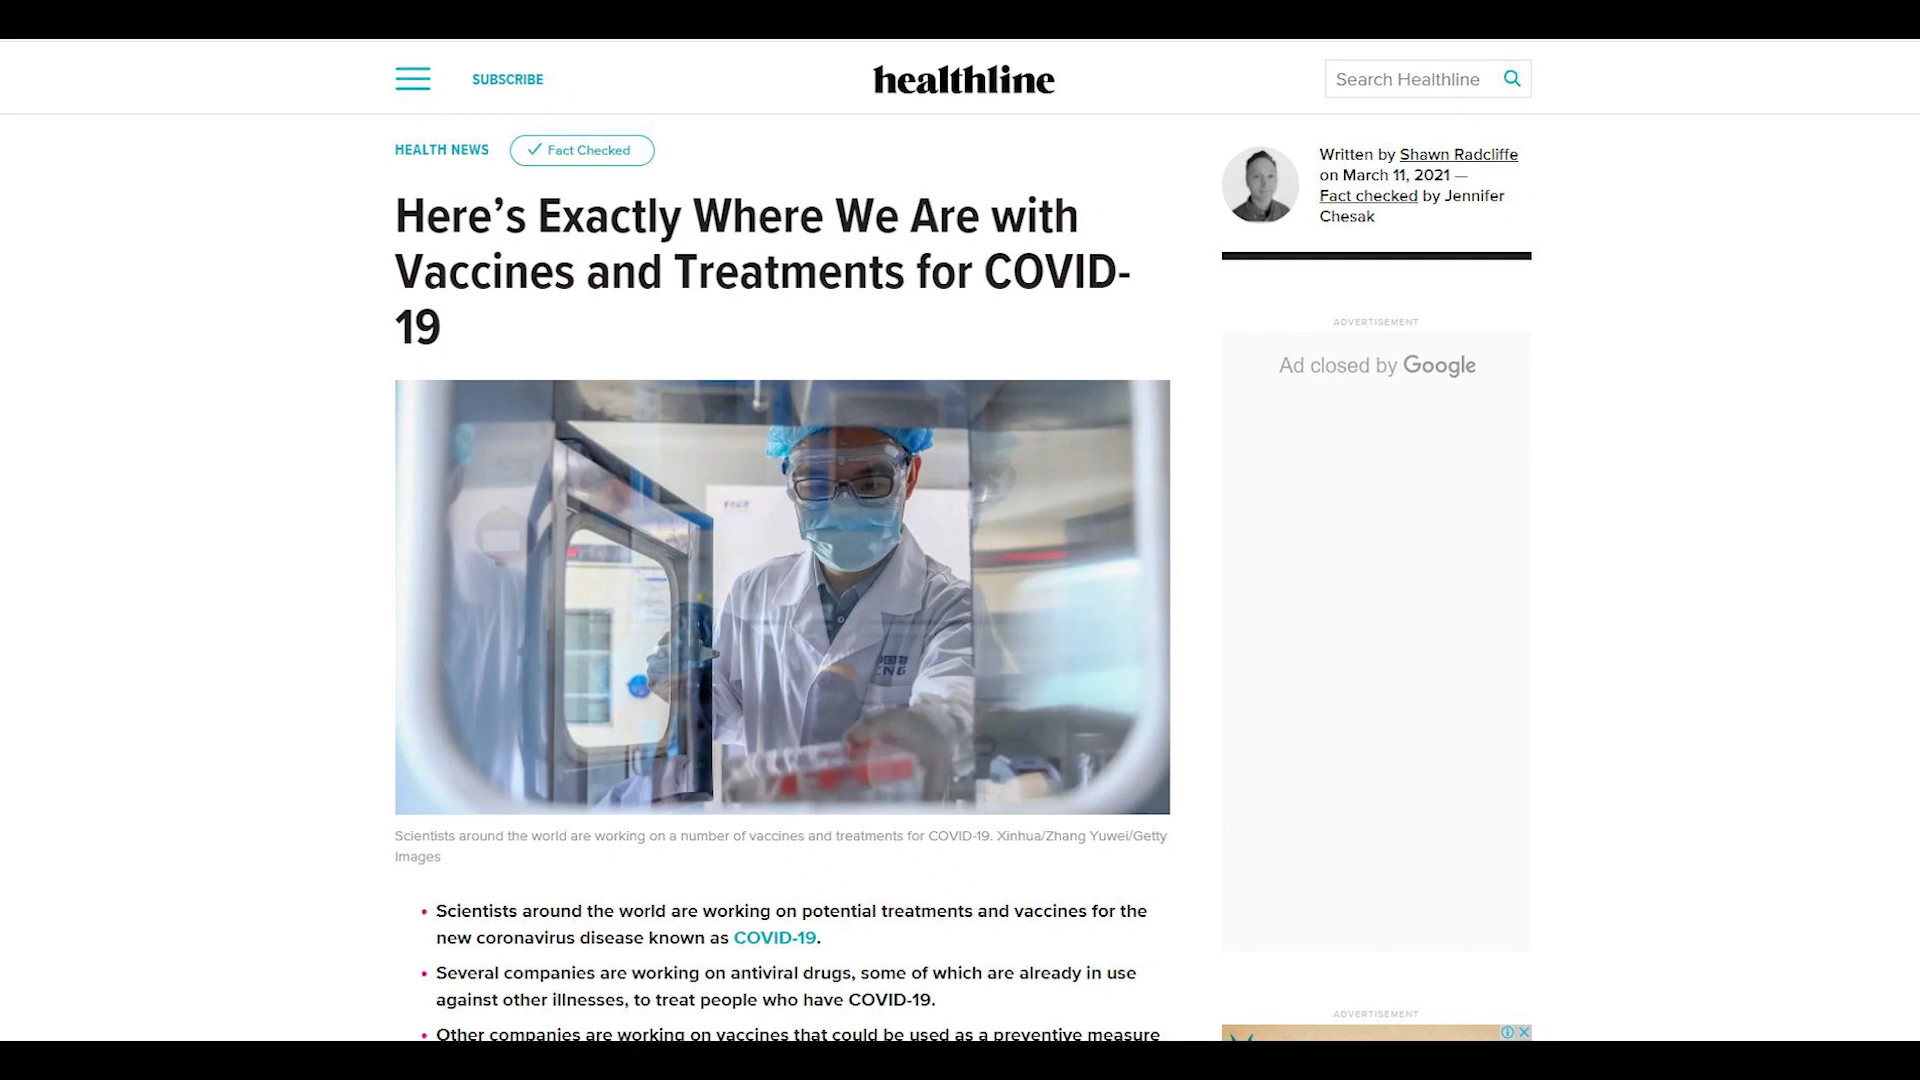 SUBSCRIBE
healthline
Search Healthline
HEALTH NEWS
Fact Checked
Here’s Exactly Where We Are with
Vaccines and Treatments for COVID-
19
Written by Shawn Radcliffe
on March 11, 2021 —
Fact checked by Jennifer
Chesak
ADVERTISEMENT
Ad closed by Google
Scientists around the world are working on a number of vaccines and treatments for COVID-19. Xinhua/Zhang Yuwei/Getty
Images
• Scientists around the world are working on potential treatments and vaccines for the
new coronavirus disease known as COVID-19.
• Several companies are working on antiviral drugs, some of which are already in use
against other illnesses, to treat people who have COVID-19.
• Other companies are working on vaccines that could be used as a preventive measure
ADVERTISEMENT